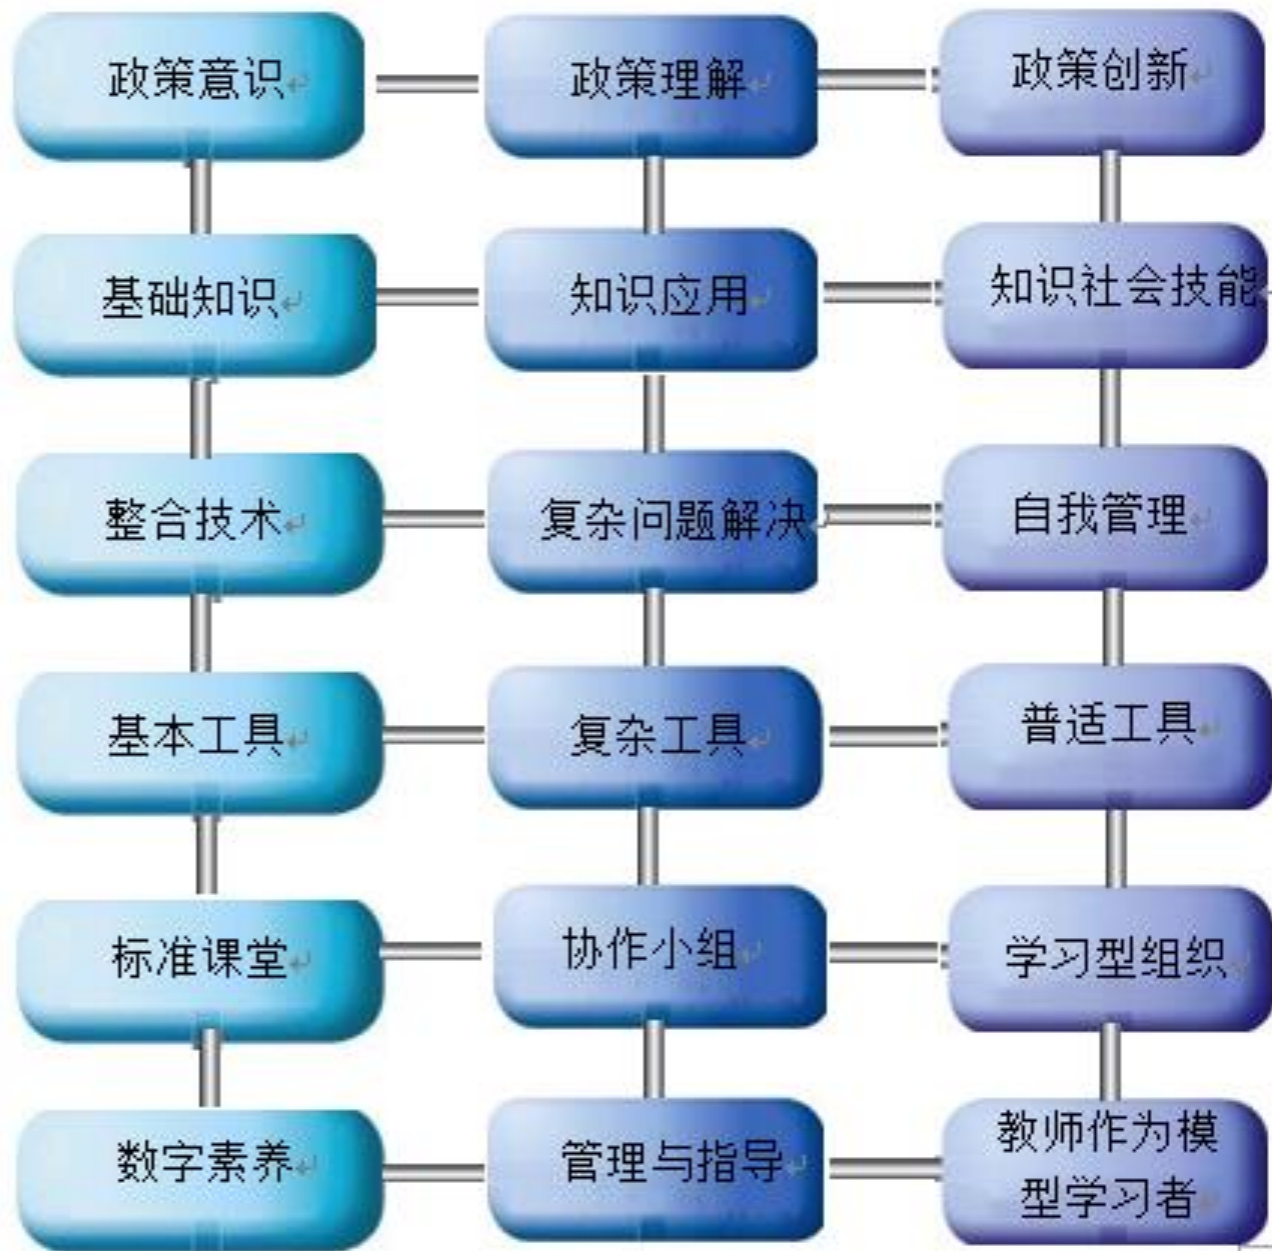 政策意识
政策理解
政策创新
基础知识
知识应用
知识社会技能
整合技术
复杂问题解决
自我管理
基本工具
复杂工具
普适工具
标准课堂
协作小组
学习型组织
数字素养
管理与指导
教师作为模
型学习者